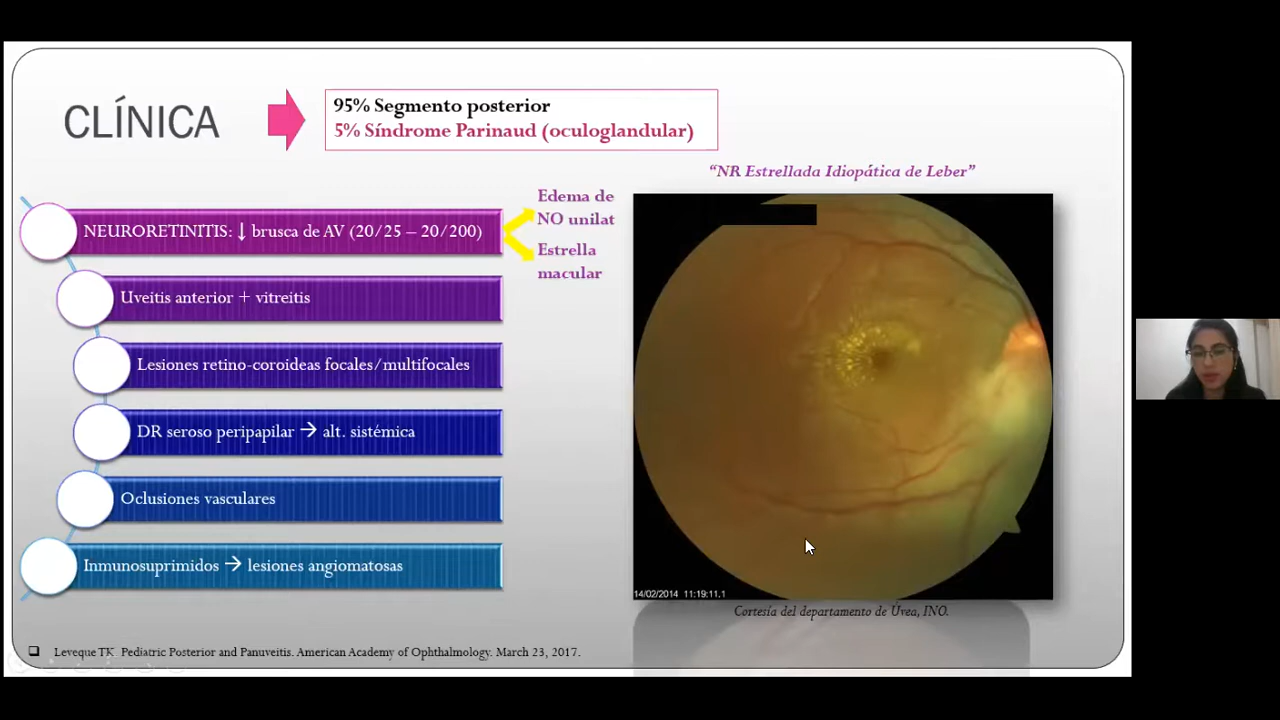 CLÍNICA
95% Segmento posterior
5% Síndrome Parinaud (oculoglandular)
"NR Estrellada Idiopática de Leber"
NEURORETINITIS: ↓ brusca de AV (20/25 – 20/200)
Edema de
NO unilat
Estrella
macular
Uveitis anterior + vitreitis
Lesiones retino-coroideas focales/multifocales
DR seroso peripapilar → alt. sistémica
Oclusiones vasculares
Inmunosuprimidos → lesiones angiomatosas
14/02/2014 11:19:11.1
Cortesía del departamento de Úvea, INO.
Leveque TK Pediatric Posterior and Panuveitis. American Academy of Ophthalmology. March 23, 2017.